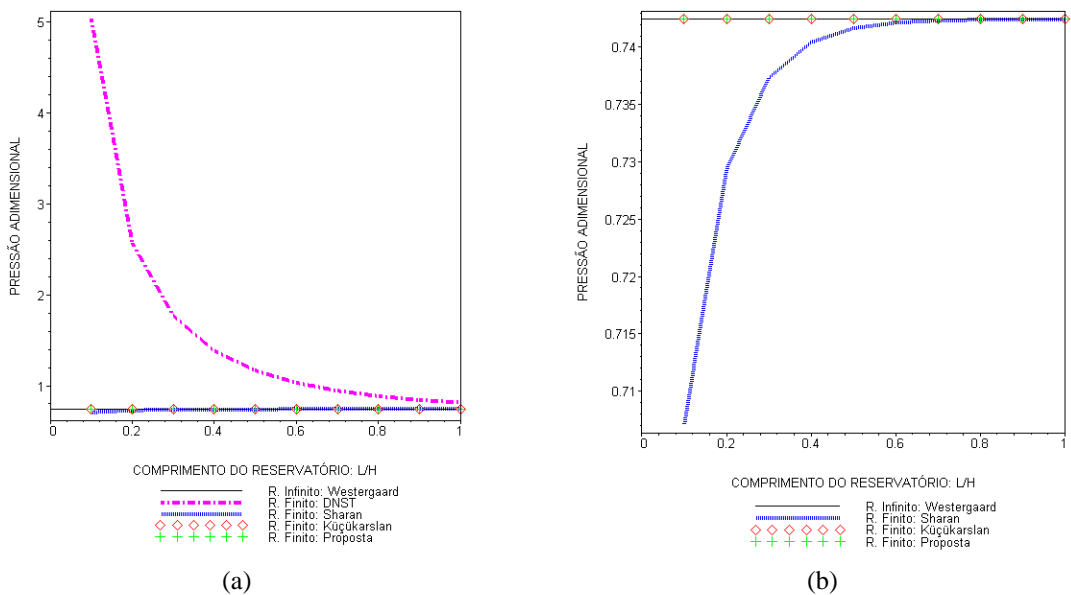 5
4
3
2
1
PRESSÃO ADIMENSIONAL
0 0.2 0.4 0.6 0.8 1
COMPRIMENTO DO RESERVATÓRIO: L/H
R. Infinito: Westergaard
R. Finito: DNST
R. Finito: Sharan
R. Finito: Küçükarslan
R. Finito: Proposta
(a)
0.74
0.735
0.73
0.725
0.72
0.715
0.71
PRESSÃO ADIMENSIONAL
0 0.2 0.4 0.6 0.8 1
COMPRIMENTO DO RESERVATÓRIO: L/H
R. Infinito: Westergaard
R. Finito: Sharan
R. Finito: Küçükarslan
R. Finito: Proposta
(b)